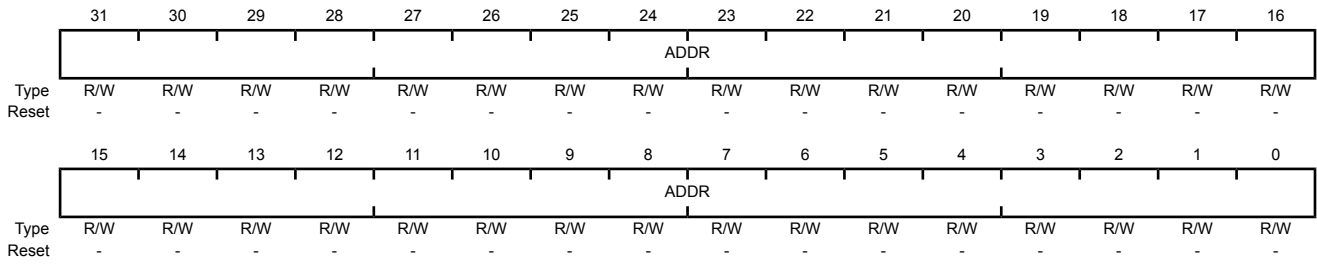 31 30 29 28 27 26 25 24 23 22 21 20 19 18 17 16
ADDR
Type R/W R/W R/W R/W R/W R/W R/W R/W R/W R/W R/W R/W R/W R/W R/W R/W
Reset - - - - - - - - - - - - - - - -
15 14 13 12 11 10 9 8 7 6 5 4 3 2 1 0
ADDR
Type R/W R/W R/W R/W R/W R/W R/W R/W R/W R/W R/W R/W R/W R/W R/W R/W
Reset - - - - - - - - - - - - - - - -